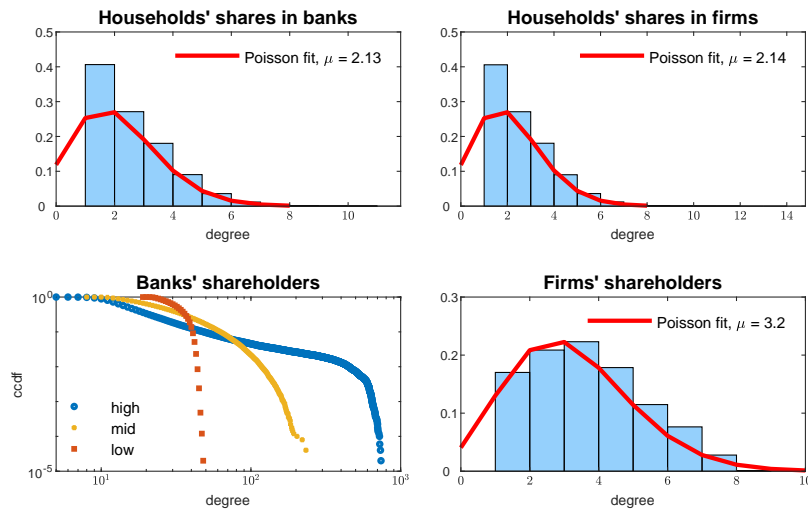 Households' shares in banks
0.5
0.4
0.3
0.2
0.1
0
Poisson fit, μ = 2.13
0 2 4 6 8 10
degree
Households' shares in firms
0.5
0.4
0.3
0.2
0.1
0
Poisson fit, μ = 2.14
0 2 4 6 8 10 12 14
degree
Banks' shareholders
10^0
ccdf
high
mid
low
10^-5
10^1 10^2 10^3
degree
Firms' shareholders
0.3
0.2
0.1
0
Poisson fit, μ = 3.2
0 2 4 6 8 10
degree